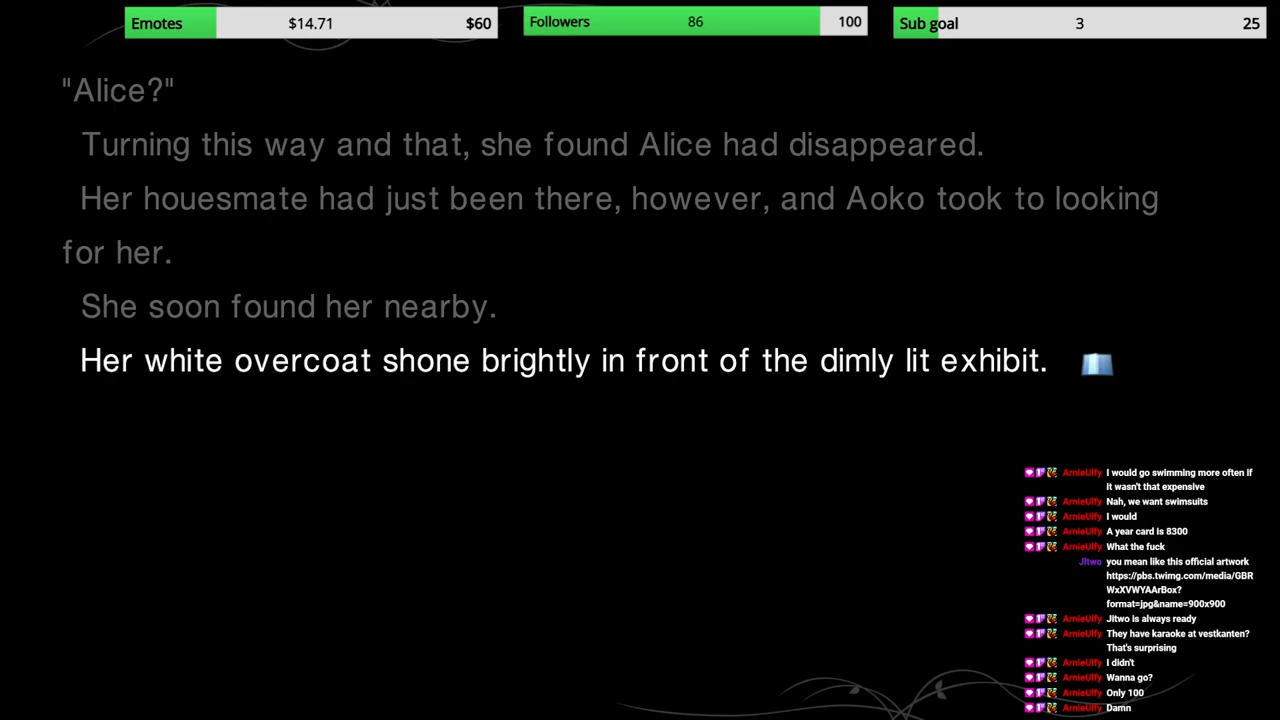 Emotes $14.71 $60
Followers 86 100
Sub goal 3 25
"Alice?"
Turning this way and that, she found Alice had disappeared.
Her houesmate had just been there, however, and Aoko took to looking
for her.
She soon found her nearby.
Her white overcoat shone brightly in front of the dimly lit exhibit.
ArnieUlfy I would go swimming more often if
it wasn't that expensive
ArnieUlfy Nah, we want swimsuits
ArnieUlfy I would
ArnieUlfy A year card is 8300
ArnieUlfy What the fuck
Jltwo you mean like this official artwork
https://pbs.twimg.com/media/GBR
WxXVWYAArBox?
format=jpg&name=900x900
ArnieUlfy Jltwo is always ready
ArnieUlfy They have karaoke at vestkanten?
That's surprising
ArnieUlfy I didn't
ArnieUlfy Wanna go?
ArnieUlfy Only 100
ArnieUlfy Damn